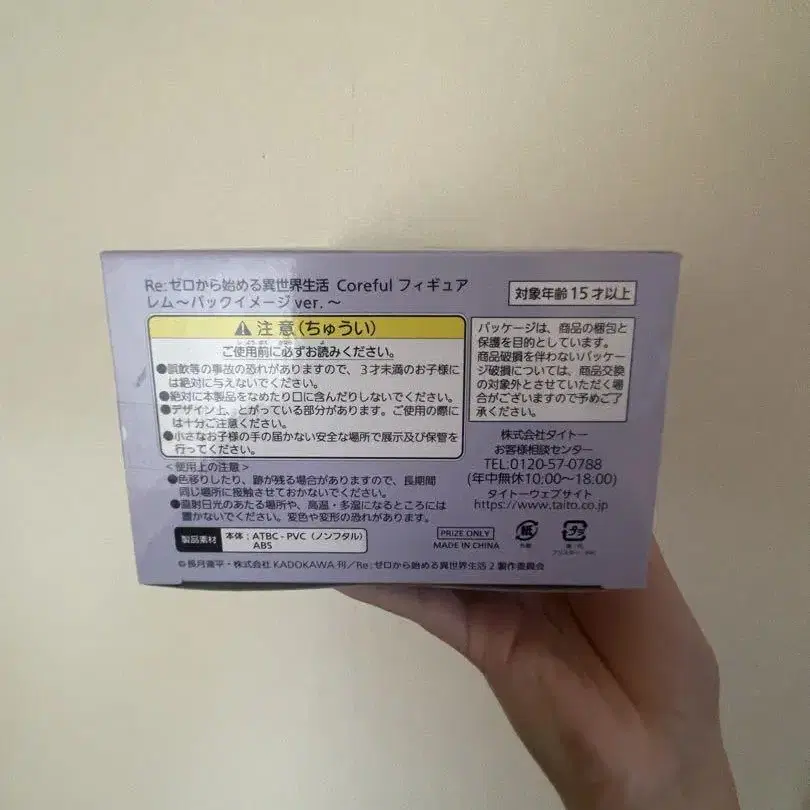 Re:ゼロから始める異世界生活 Coreful フィギュア
レム～パックイメージ ver.～
対象年齢15才以上
注意(ちゅうい)
ご使用前に必ずお読みください。
●誤飲等の事故の恐れがありますので、3才未満のお子様に
は絶対に与えないでください。
●絶対に本製品をなめたり口に含んだりしないでください。
●デザイン上、とがっている部分があります。ご使用の際に
は十分ご注意ください。
●小さなお子様の手の届かない安全な場所で展示及び保管を
行ってください。
<使用上の注意>
●色移りしたり、跡が残る場合がありますので、長期間
同じ場所に接触させておかないでください。
●直射日光のあたる場所や、高温・多湿になるところには
置かないでください。変色や変形の恐れがあります。
パッケージは、商品の梱包と
保護を目的としています。
商品破損を伴わないパッケー
ジ破損については、商品交換
の対象外とさせていただく場
合がございますので予めご了
承ください。
株式会社タイトー
お客様相談センター
TEL:0120-57-0788
(年中無休10:00～18:00)
タイトーウェブサイト
https://www.taito.co.jp
製品素材
本体:ATBC-PVC(ノンフタル)
ABS
PRIZE ONLY
MADE IN CHINA
紙
プラ
©長月達平・株式会社KADOKAWA刊/Re:ゼロから始める異世界生活2製作委員会